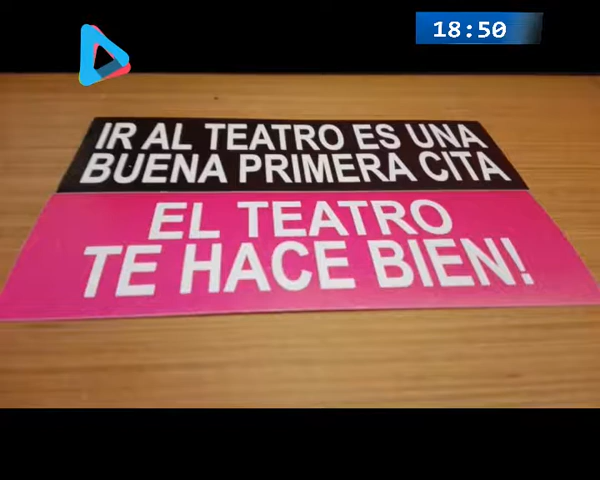 18:50
IR AL TEATRO ES UNA
BUENA PRIMERA CITA
EL TEATRO
TE HACE BIEN!